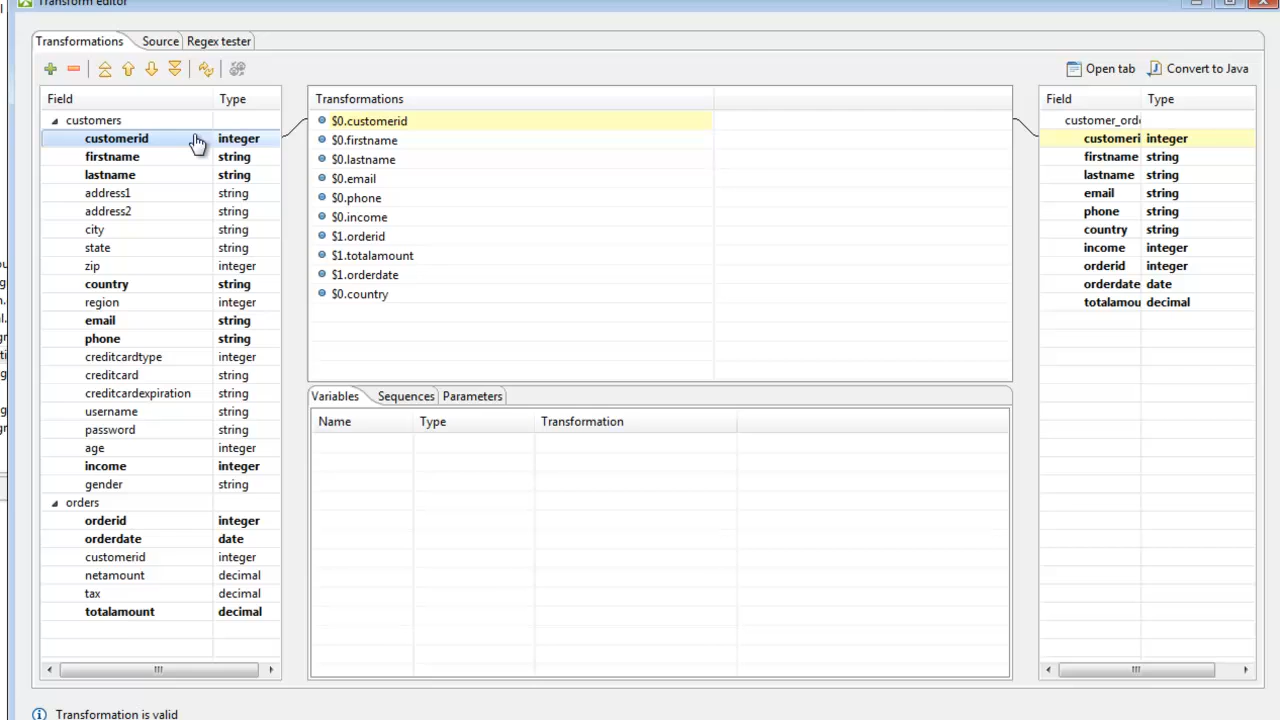 Transform editor
Transformations Source Regex tester
Open tab Convert to Java
Field Type
customers
customerid integer
firstname string
lastname string
address1 string
address2 string
city string
state string
zip integer
country string
region integer
email string
phone string
creditcardtype integer
creditcard string
creditcardexpiration string
username string
password string
age integer
income integer
gender string
orders
orderid integer
orderdate date
customerid integer
netamount decimal
tax decimal
totalamount decimal
Transformations
$0.customerid
$0.firstname
$0.lastname
$0.email
$0.phone
$0.income
$1.orderid
$1.totalamount
$1.orderdate
$0.country
Variables Sequences Parameters
Name Type Transformation
Field Type
customer_orde
customeri integer
firstname string
lastname string
email string
phone string
country string
income integer
orderid integer
orderdate date
totalamou decimal
Transformation is valid